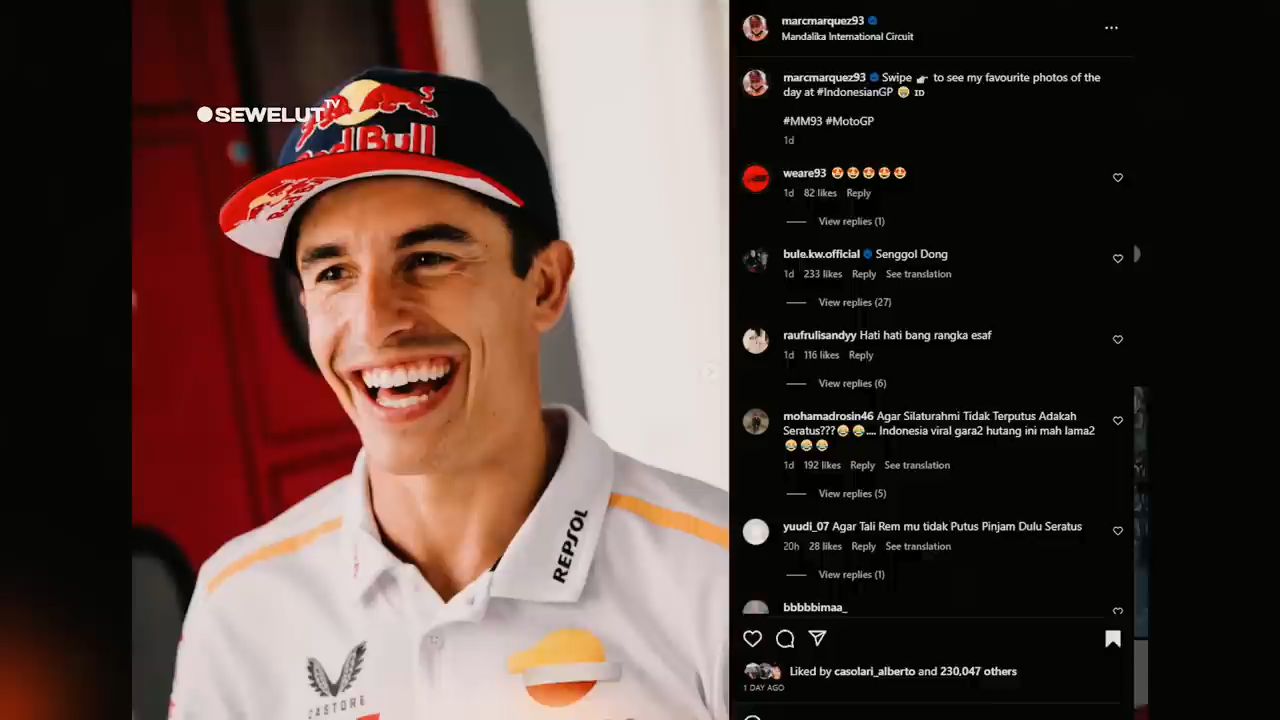 SEWELUT TV
Red Bull
REPSOL
CASTORE
marcmarquez93
Mandalika International Circuit
marcmarquez93 Swipe to see my favourite photos of the
day at #IndonesianGP 😁 ID
#MM93 #MotoGP
1d
weare93 🤩🤩🤩🤩🤩
1d 82 likes Reply
View replies (1)
bule.kw.official Senggol Dong
1d 233 likes Reply See translation
View replies (27)
raufrulisandyy Hati hati bang rangka esaf
1d 116 likes Reply
View replies (6)
mohamadrosin46 Agar Silaturahmi Tidak Terputus Adakah
Seratus???😂😂.... Indonesia viral gara2 hutang ini mah lama2
😂😂😂
1d 192 likes Reply See translation
View replies (5)
yuudi_07 Agar Tali Rem mu tidak Putus Pinjam Dulu Seratus
20h 28 likes Reply See translation
View replies (1)
bbbbbimaa_
Liked by casolari_alberto and 230,047 others
1 DAY AGO